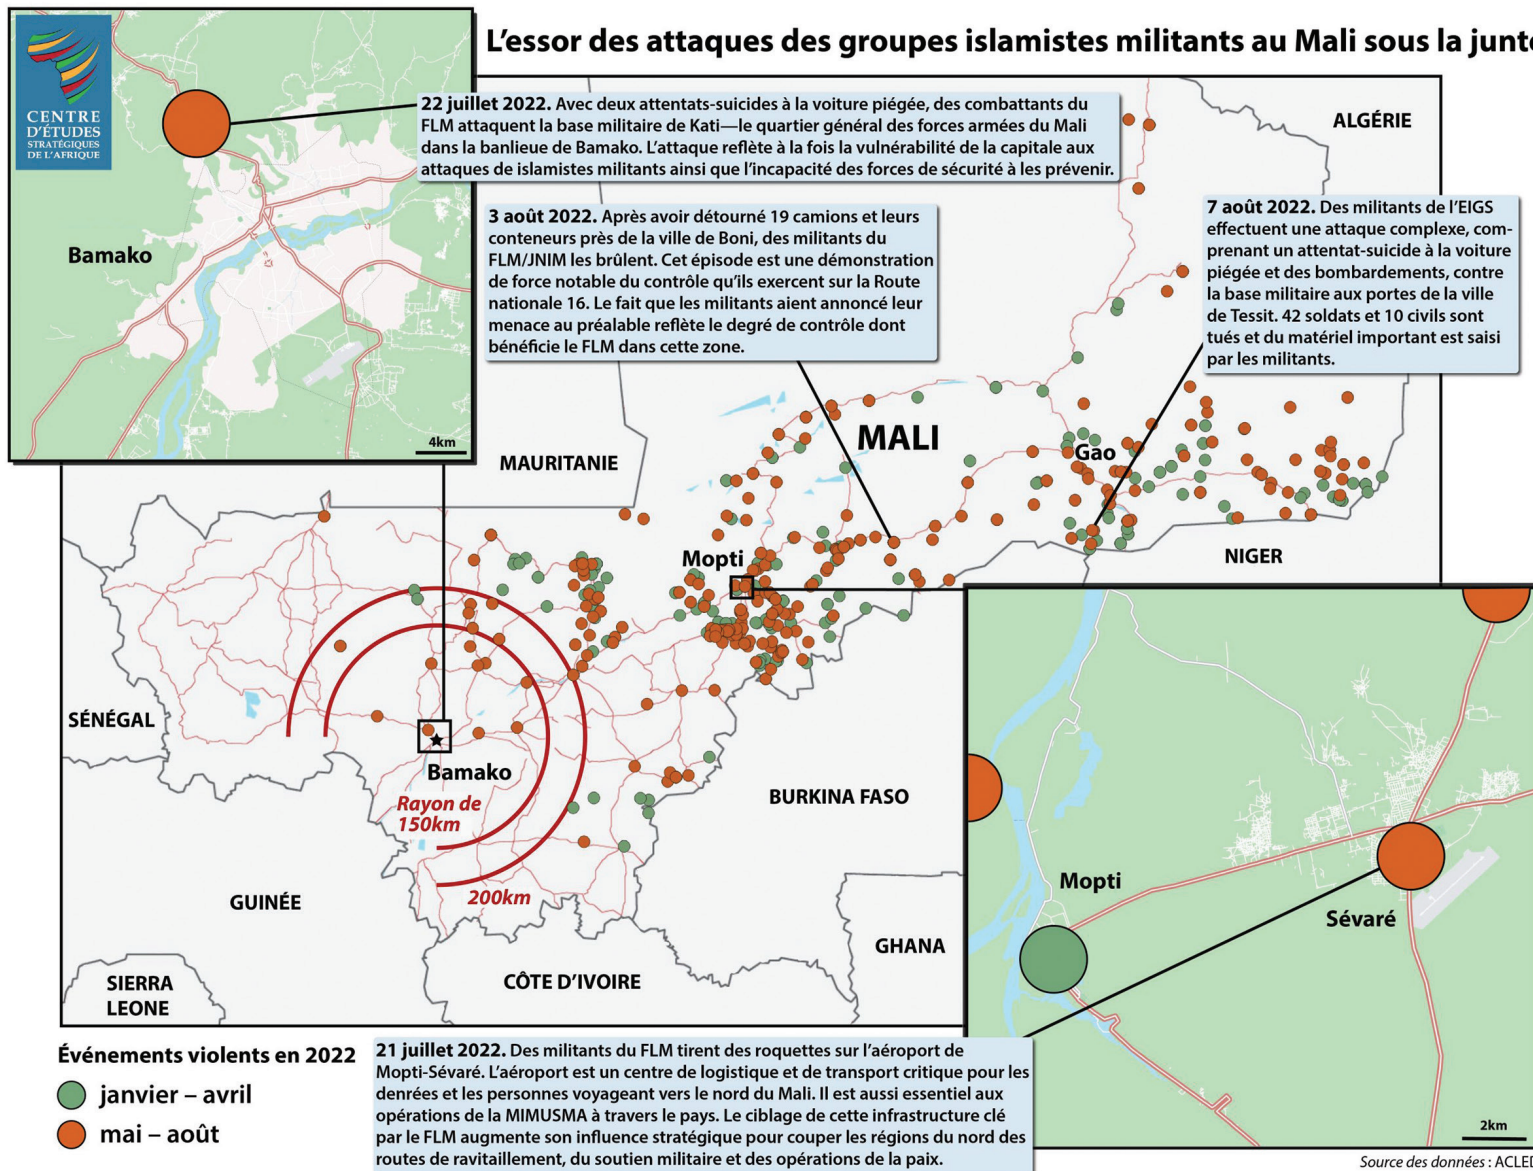 CENTRE
D'ÉTUDES
STRATÉGIQUES
DE L'AFRIQUE
L'essor des attaques des groupes islamistes militants au Mali sous la junte
22 juillet 2022. Avec deux attentats-suicides à la voiture piégée, des combattants du
FLM attaquent la base militaire de Kati—le quartier général des forces armées du Mali
dans la banlieue de Bamako. L'attaque reflète à la fois la vulnérabilité de la capitale aux
attaques de islamistes militants ainsi que l'incapacité des forces de sécurité à les prévenir.
3 août 2022. Après avoir détourné 19 camions et leurs
conteneurs près de la ville de Boni, des militants du
FLM/JNIM les brûlent. Cet épisode est une démonstration
de force notable du contrôle qu'ils exercent sur la Route
nationale 16. Le fait que les militants aient annoncé leur
menace au préalable reflète le degré de contrôle dont
bénéficie le FLM dans cette zone.
7 août 2022. Des militants de l'EIGS
effectuent une attaque complexe, com-
prenant un attentat-suicide à la voiture
piégée et des bombardements, contre
la base militaire aux portes de la ville
de Tessit. 42 soldats et 10 civils sont
tués et du matériel important est saisi
par les militants.
ALGÉRIE
Bamako
4km
MAURITANIE
MALI
Gao
Mopti
NIGER
SÉNÉGAL
Bamako
Rayon de
150km
200km
BURKINA FASO
GUINÉE
GHANA
SIERRA
LEONE
CÔTE D'IVOIRE
Mopti
Sévaré
2km
Événements violents en 2022
janvier – avril
mai – août
21 juillet 2022. Des militants du FLM tirent des roquettes sur l'aéroport de
Mopti-Sévaré. L'aéroport est un centre de logistique et de transport critique pour les
denrées et les personnes voyageant vers le nord du Mali. Il est aussi essentiel aux
opérations de la MIMUSMA à travers le pays. Le ciblage de cette infrastructure clé
par le FLM augmente son influence stratégique pour couper les régions du nord des
routes de ravitaillement, du soutien militaire et des opérations de la paix.
Source des données : ACLED